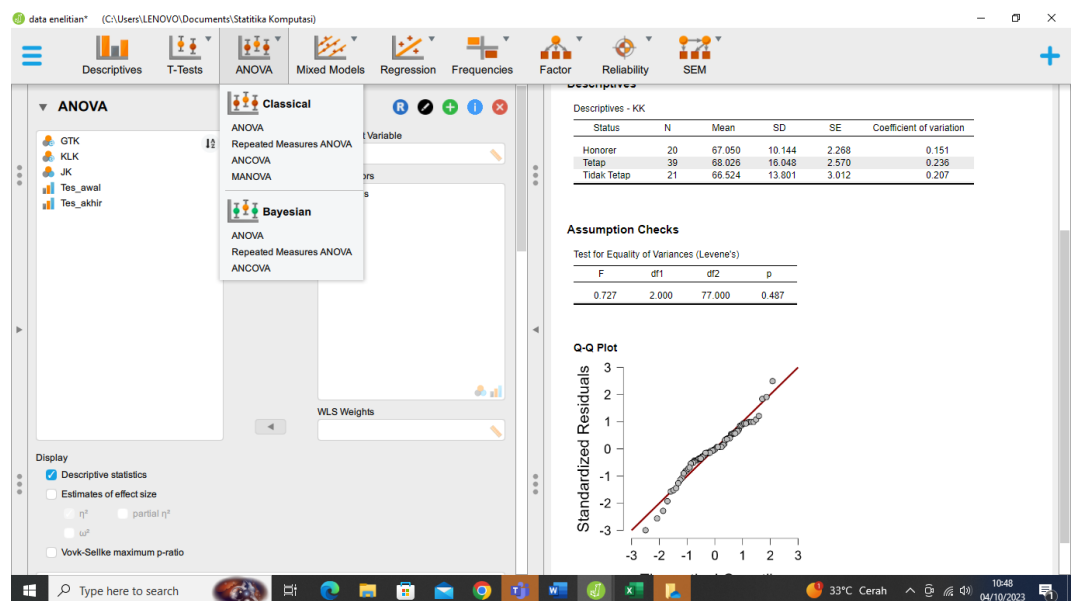 data enelitian* (C:\Users\LENOVO\Documents\Statitika Komputasi)
Descriptives T-Tests ANOVA Mixed Models Regression Frequencies Factor Reliability SEM
ANOVA
R
GTK
KLK
JK
Tes_awal
Tes_akhir
Classical
ANOVA
Repeated Measures ANOVA
ANCOVA
MANOVA
Bayesian
ANOVA
Repeated Measures ANOVA
ANCOVA
Variable
WLS Weights
Display
Descriptive statistics
Estimates of effect size
η² partial η²
ω²
Vovk-Sellke maximum p-ratio
Descriptives
Descriptives - KK
Status N Mean SD SE Coefficient of variation
Honorer 20 67.050 10.144 2.268 0.151
Tetap 39 68.026 16.048 2.570 0.236
Tidak Tetap 21 66.524 13.801 3.012 0.207
Assumption Checks
Test for Equality of Variances (Levene's)
F df1 df2 p
0.727 2.000 77.000 0.487
Q-Q Plot
Standardized Residuals
3
2
1
0
-1
-2
-3
-3 -2 -1 0 1 2 3
Type here to search
33°C Cerah
10:48
04/10/2023